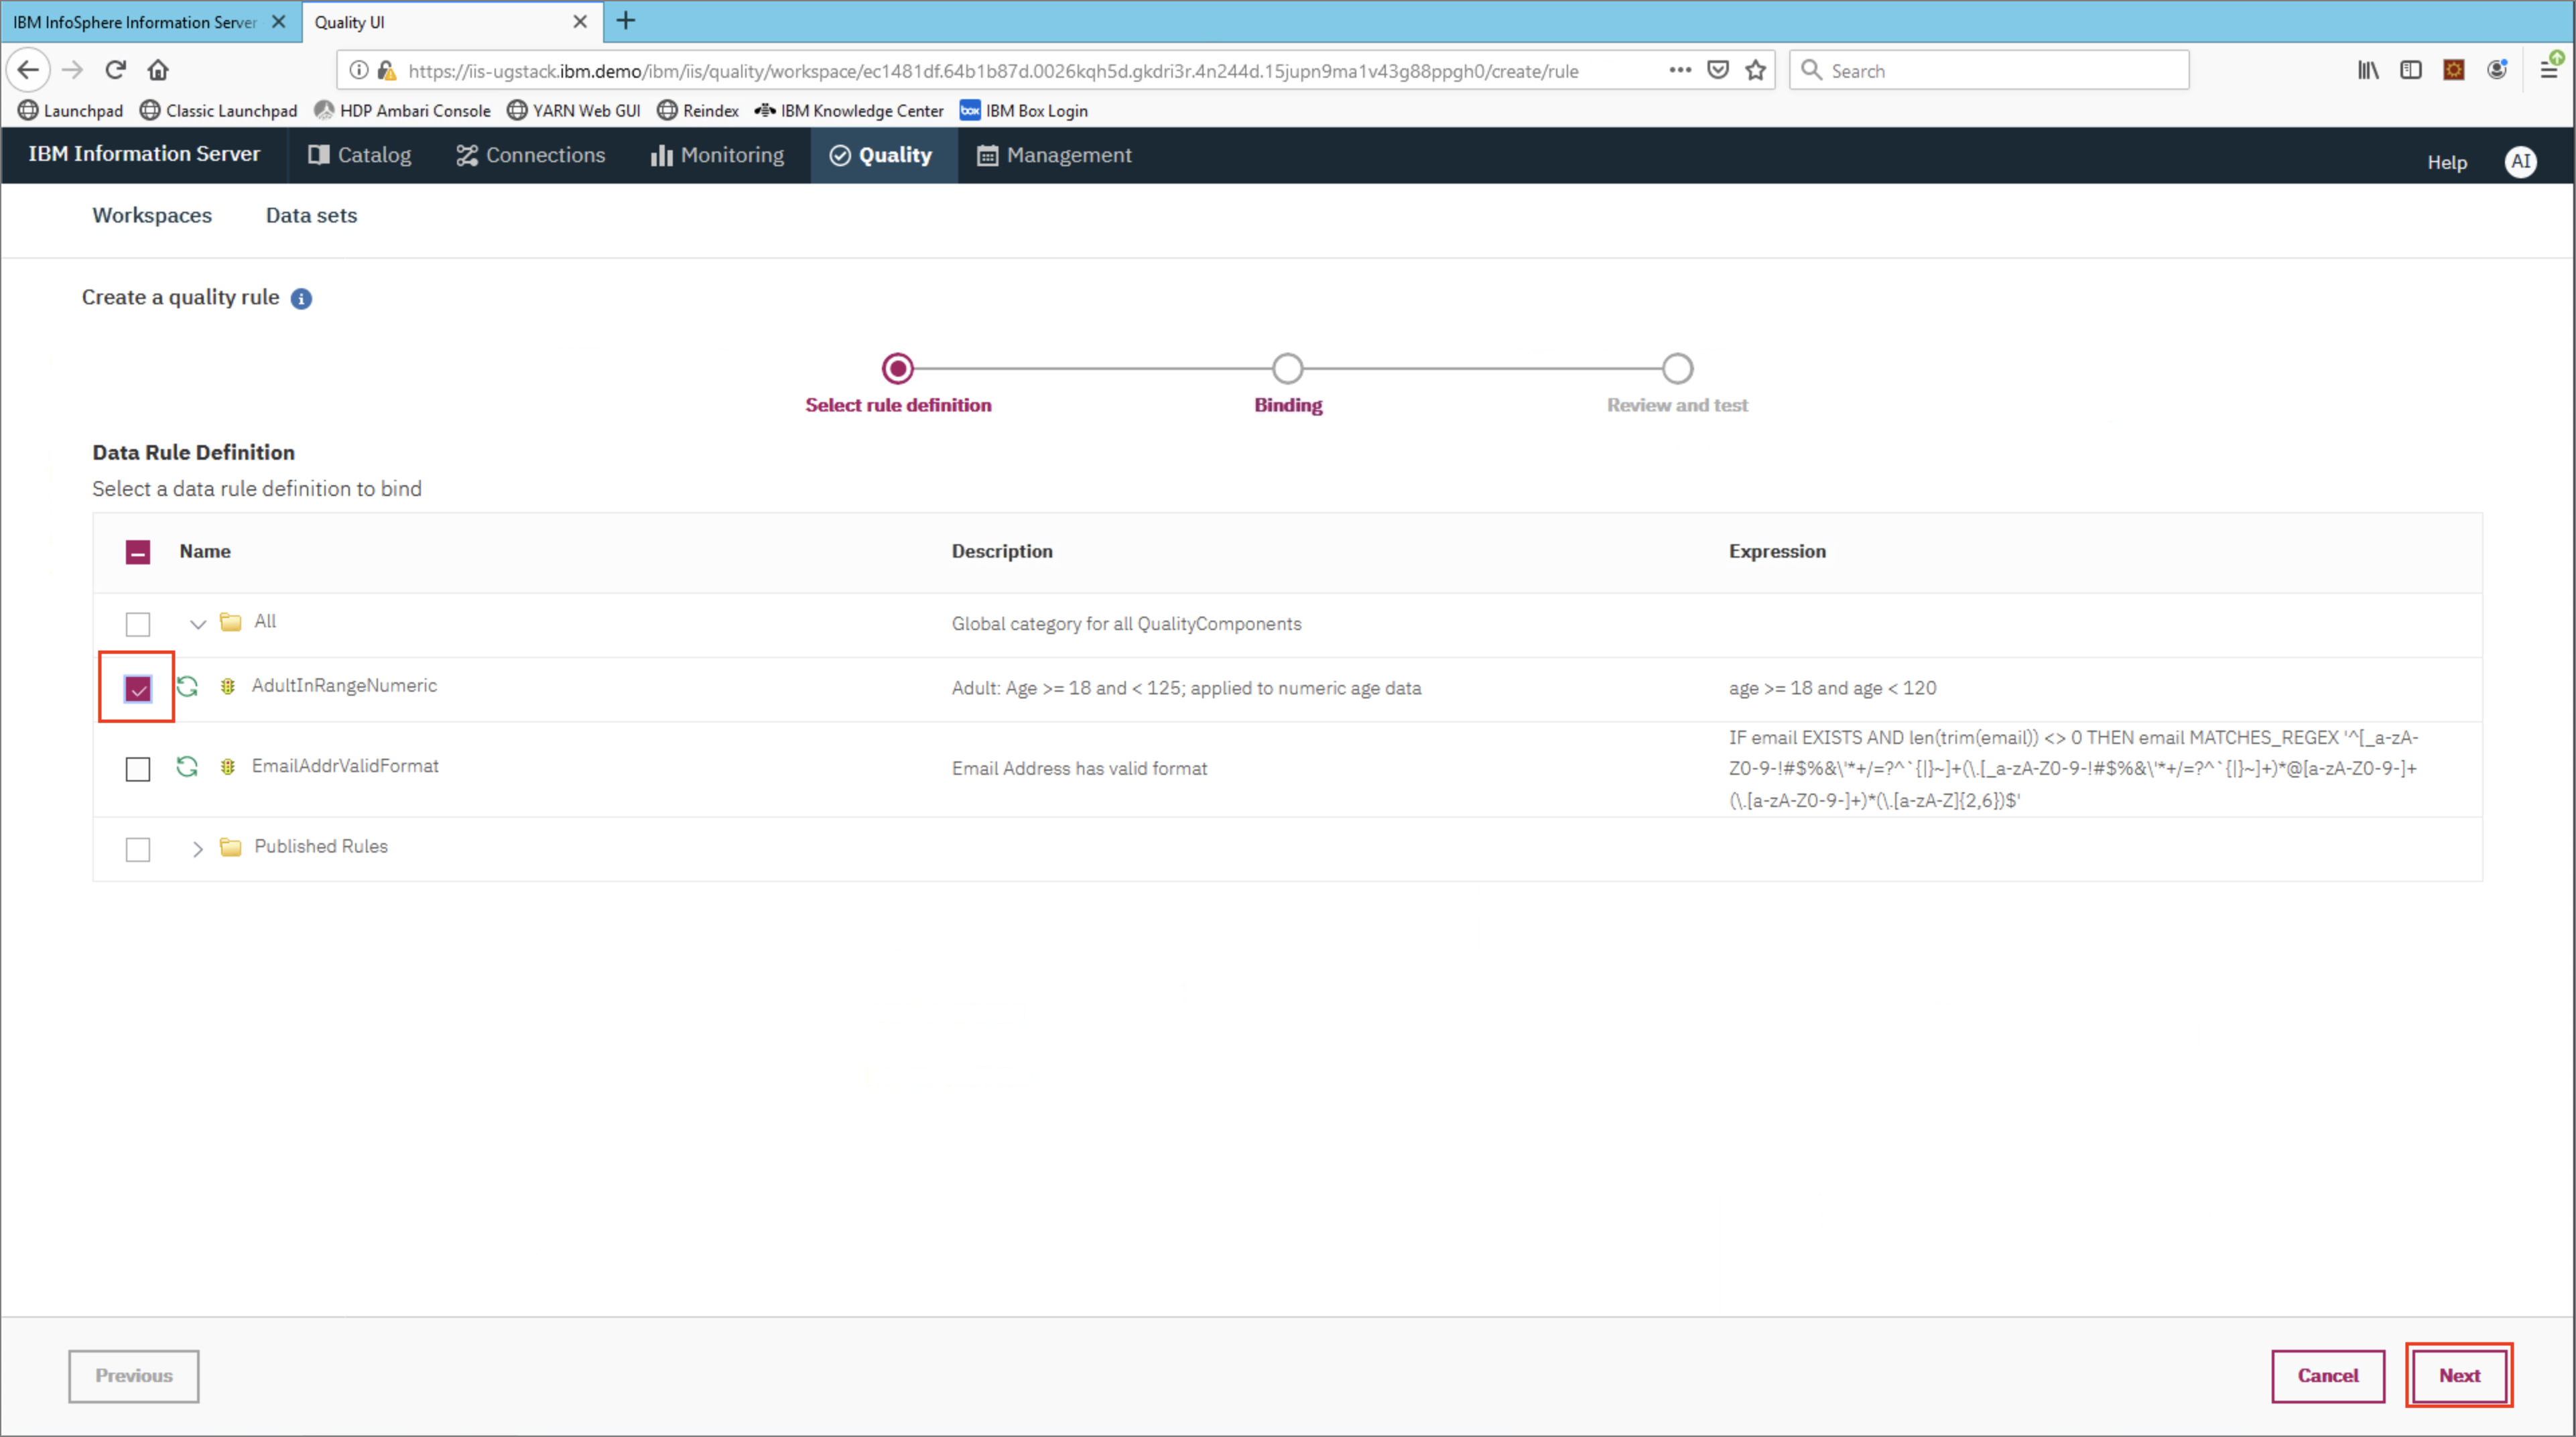 IBM InfoSphere Information Server
Quality UI
https://iis-ugstack.ibm.demo/ibm/iis/quality/workspace/ec1481df.64b1b87d.0026kqh5d.gkdri3r.4n244d.15jupn9ma1v43g88ppgh0/create/rule
Search
Launchpad Classic Launchpad HDP Ambari Console YARN Web GUI Reindex IBM Knowledge Center box IBM Box Login
IBM Information Server Catalog Connections Monitoring Quality Management Help AI
Workspaces Data sets
Create a quality rule
Select rule definition Binding Review and test
Data Rule Definition
Select a data rule definition to bind
Name Description Expression
All Global category for all QualityComponents
AdultInRangeNumeric Adult: Age >= 18 and < 125; applied to numeric age data age >= 18 and age < 120
EmailAddrValidFormat Email Address has valid format IF email EXISTS AND len(trim(email)) <> 0 THEN email MATCHES_REGEX '^[_a-zA-
Z0-9-!#$%&\'*+/=?^`{|}~]+(\.[_a-zA-Z0-9-!#$%&\'*+/=?^`{|}~]+)*@[a-zA-Z0-9-]+
(\.[a-zA-Z0-9-]+)*(\.[a-zA-Z]{2,6})$'
Published Rules
Previous Cancel Next